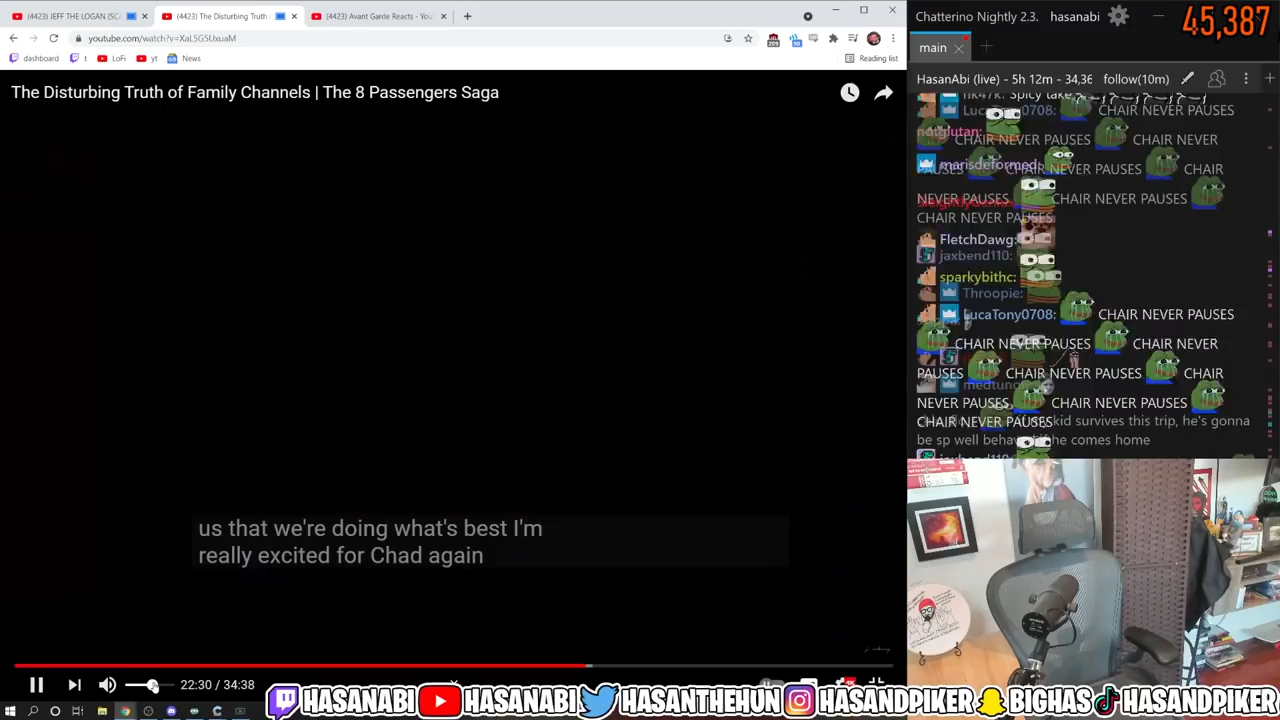 (4423) JEFF THE LOGAN (SC
(4423) The Disturbing Truth
(4423) Avant Garde Reacts - You
youtube.com/watch?v=XaL5G5UxuaM
dashboard
t
LoFi
yt
News
Reading list
The Disturbing Truth of Family Channels | The 8 Passengers Saga
us that we're doing what's best I'm
really excited for Chad again
22:30 / 34:38
Chatterino Nightly 2.3.
hasanabi
45,387
main
HasanAbi (live) - 5h 12m - 34,3
follow(10m)
Spicy take
CHAIR NEVER PAUSES
notglutan:
CHAIR NEVER PAUSES CHAIR NEVER
marisdeformed:
PAUSES CHAIR NEVER PAUSES CHAIR
NEVER PAUSES CHAIR NEVER PAUSES
CHAIR NEVER PAUSES
FletchDawg:
jaxbend110:
sparkybithc:
Throopie:
LucaTony0708: CHAIR NEVER PAUSES
CHAIR NEVER PAUSES CHAIR NEVER
PAUSES CHAIR NEVER PAUSES CHAIR
NEVER PAUSES CHAIR NEVER PAUSES
CHAIR NEVER PAUSES
kid survives this trip, he's gonna
be sp well behav
he comes home
HASANABI
HASANABI
HASANTHEHUN
HASANDPIKER
BIGHAS
HASANDPIKER